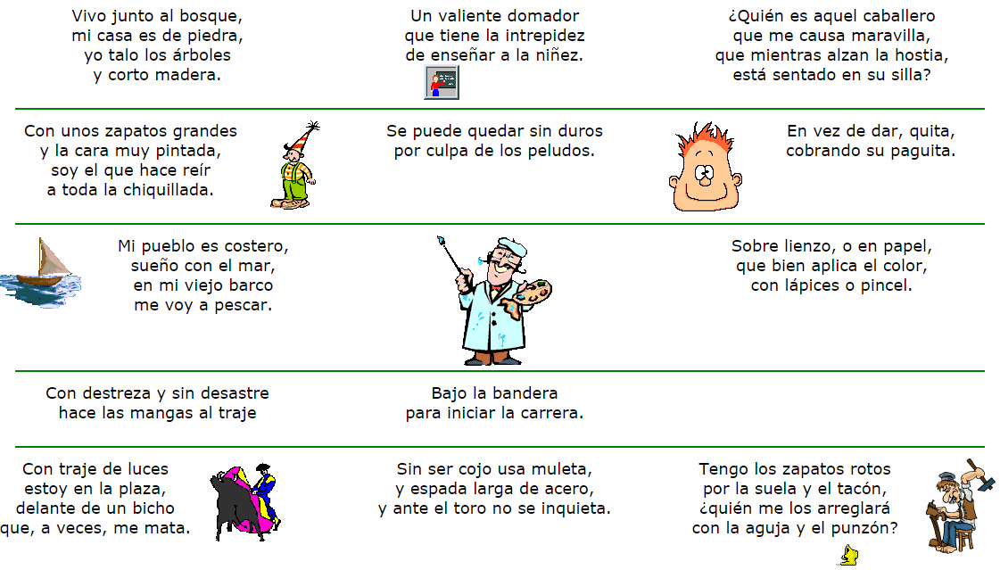 Vivo junto al bosque,
mi casa es de piedra,
yo talo los árboles
y corto madera.
Un valiente domador
que tiene la intrepidez
de enseñar a la niñez.
¿Quién es aquel caballero
que me causa maravilla,
que mientras alzan la hostia,
está sentado en su silla?
Con unos zapatos grandes
y la cara muy pintada,
soy el que hace reír
a toda la chiquillada.
Se puede quedar sin duros
por culpa de los peludos.
En vez de dar, quita,
cobrando su paguita.
Mi pueblo es costero,
sueño con el mar,
en mi viejo barco
me voy a pescar.
Sobre lienzo, o en papel,
que bien aplica el color,
con lápices o pincel.
Con destreza y sin desastre
hace las mangas al traje
Bajo la bandera
para iniciar la carrera.
Con traje de luces
estoy en la plaza,
delante de un bicho
que, a veces, me mata.
Sin ser cojo usa muleta,
y espada larga de acero,
y ante el toro no se inquieta.
Tengo los zapatos rotos
por la suela y el tacón,
¿quién me los arreglará
con la aguja y el punzón?